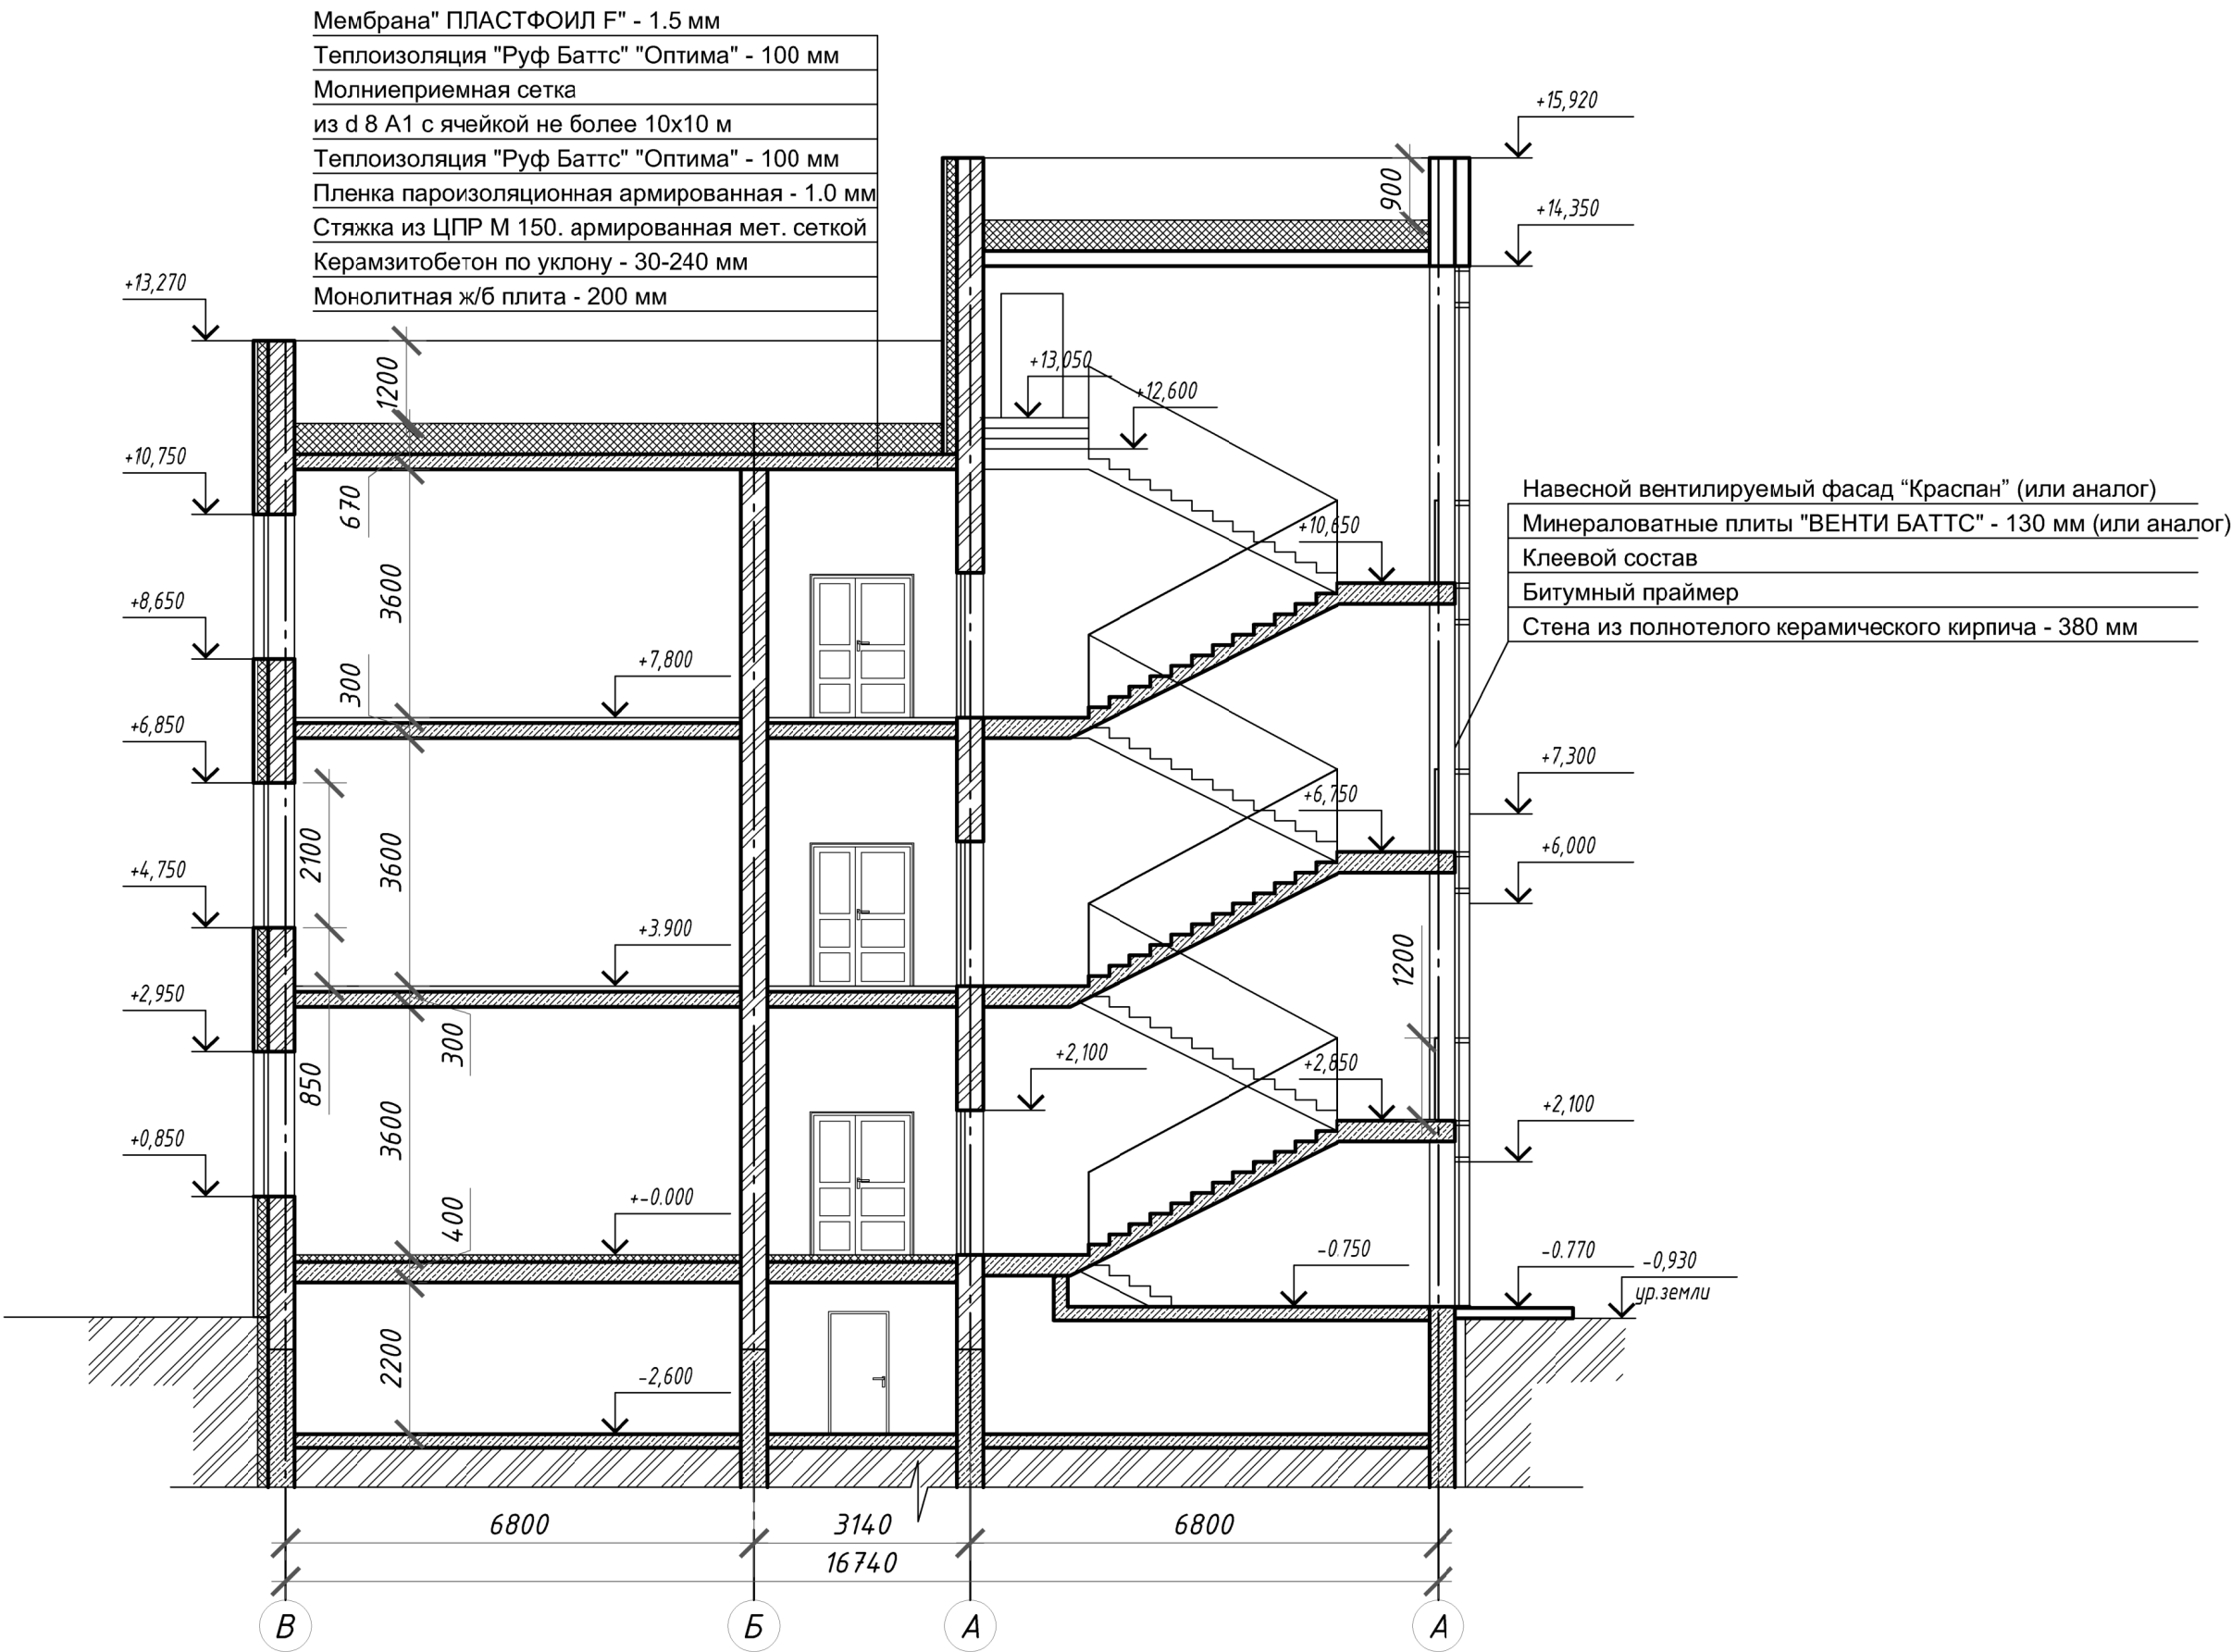 Мембрана" ПЛАСТФОИЛ F" - 1.5 мм
Теплоизоляция "Руф Баттс" "Оптима" - 100 мм
Молниеприемная сетка
из d 8 А1 с ячейкой не более 10х10 м
Теплоизоляция "Руф Баттс" "Оптима" - 100 мм
Пленка пароизоляционная армированная - 1.0 мм
Стяжка из ЦПР М 150. армированная мет. сеткой
Керамзитобетон по уклону - 30-240 мм
Монолитная ж/б плита - 200 мм
+15,920
900
+14,350
+13,270
1200
+13,050
+12,600
+10,750
670
3600
+10,650
Навесной вентилируемый фасад “Краспан” (или аналог)
Минераловатные плиты "ВЕНТИ БАТТС" - 130 мм (или аналог)
Клеевой состав
Битумный праймер
Стена из полнотелого керамического кирпича - 380 мм
+8,650
300
+7,800
+6,850
+7,300
+6,750
2100
3600
+6,000
+4,750
+3.900
1200
+2,950
300
850
+2,100
+2,850
3600
+2,100
+0,850
400
+-0.000
-0.750
-0.770
-0,930
ур.земли
2200
-2,600
6800
3140
6800
16740
В
Б
А
А